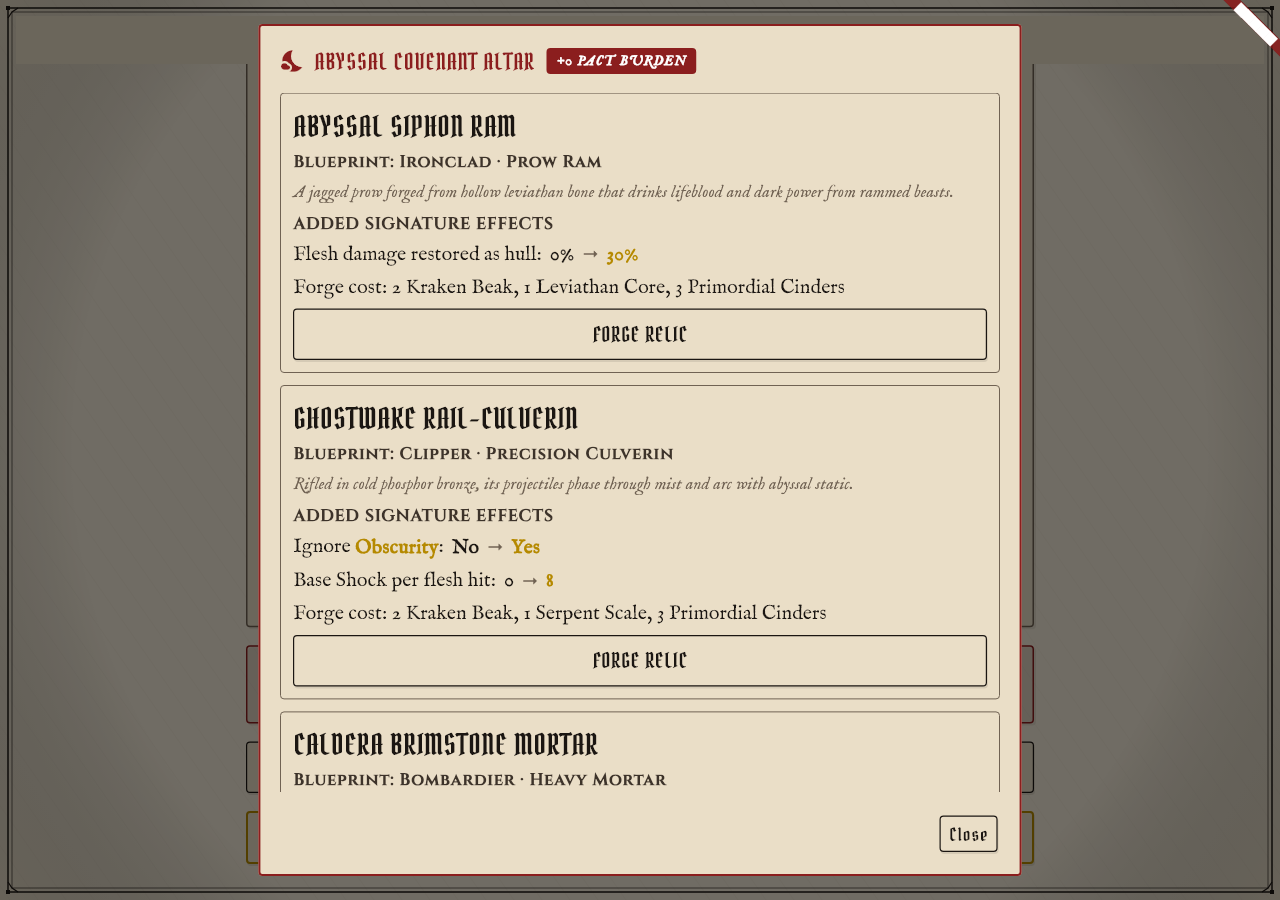 ABYSSAL COVENANT ALTAR +0 PACT BURDEN
ABYSSAL SIPHON RAM
BLUEPRINT: IRONCLAD · PROW RAM
A jagged prow forged from hollow leviathan bone that drinks lifeblood and dark power from rammed beasts.
ADDED SIGNATURE EFFECTS
Flesh damage restored as hull: 0% → 30%
Forge cost: 2 Kraken Beak, 1 Leviathan Core, 3 Primordial Cinders
FORGE RELIC
GHOSTWAKE RAIL-CULVERIN
BLUEPRINT: CLIPPER · PRECISION CULVERIN
Rifled in cold phosphor bronze, its projectiles phase through mist and arc with abyssal static.
ADDED SIGNATURE EFFECTS
Ignore Obscurity: No → Yes
Base Shock per flesh hit: 0 → 8
Forge cost: 2 Kraken Beak, 1 Serpent Scale, 3 Primordial Cinders
FORGE RELIC
CALDERA BRIMSTONE MORTAR
BLUEPRINT: BOMBARDIER · HEAVY MORTAR
Close